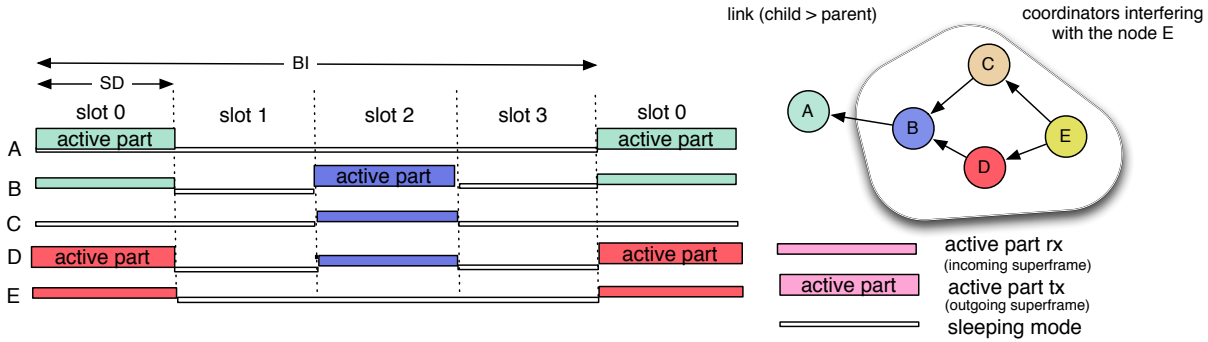 BI
SD
slot 0 slot 1 slot 2 slot 3 slot 0
A active part active part
B active part
C
D active part active part
E
link (child > parent)
coordinators interfering
with the node E
C
A
B
E
D
active part rx
(incoming superframe)
active part active part tx
(outgoing superframe)
sleeping mode